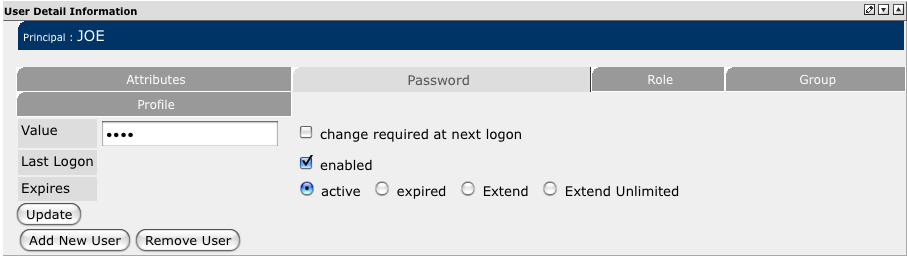 User Detail Information
Principal : JOE
Attributes Password Role Group
Profile
Value •••• change required at next logon
Last Logon enabled
Expires active expired Extend Extend Unlimited
Update
Add New User Remove User